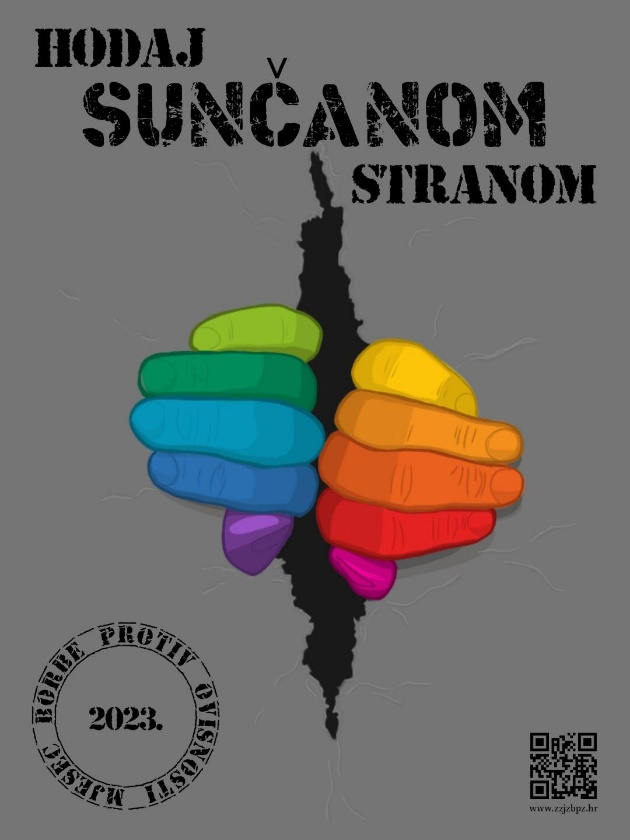 HODAJ
SUNČANOM
STRANOM
MJESEC BORBE PROTIV OVISNOSTI
2023.
www.zzjzbpz.hr